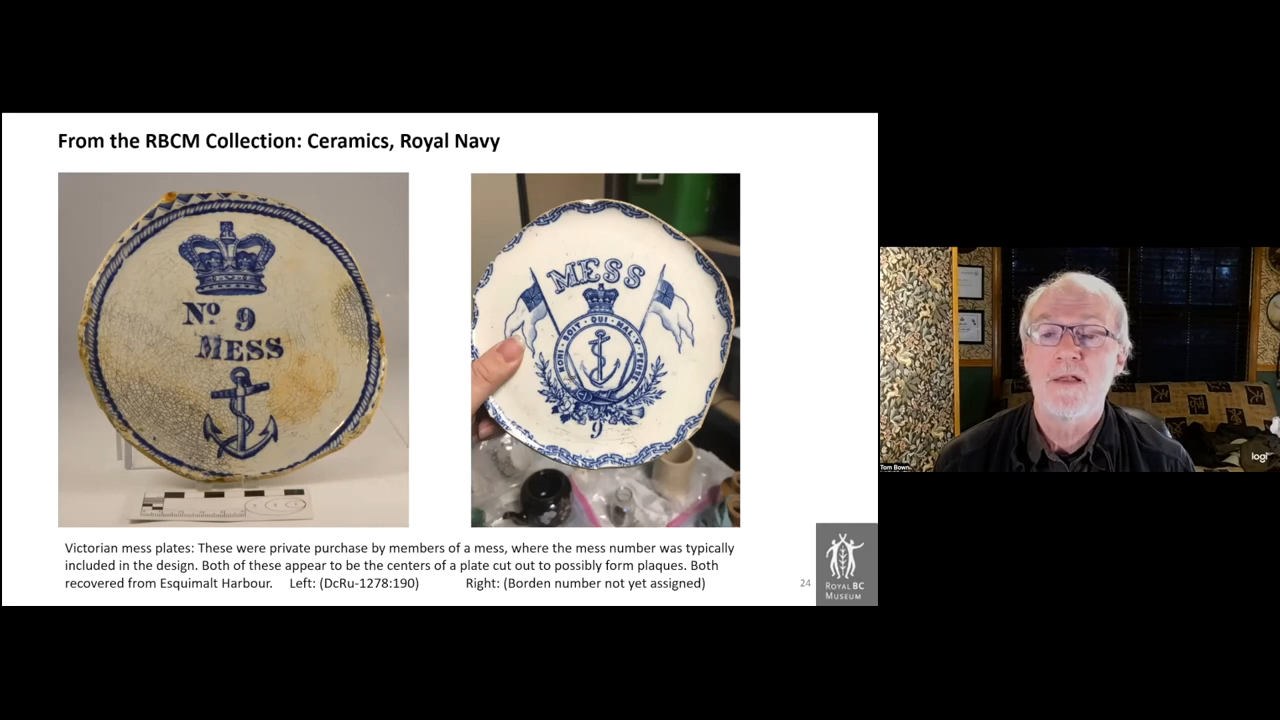 From the RBCM Collection: Ceramics, Royal Navy
Nº 9
MESS
MESS
HONI · SOIT · QUI · MAL · Y · PENSE
9
Victorian mess plates: These were private purchase by members of a mess, where the mess number was typically
included in the design. Both of these appear to be the centers of a plate cut out to possibly form plaques. Both
recovered from Esquimalt Harbour. Left: (DcRu-1278:190) Right: (Borden number not yet assigned)
24
ROYAL BC
MUSEUM
Tom Bown
logi